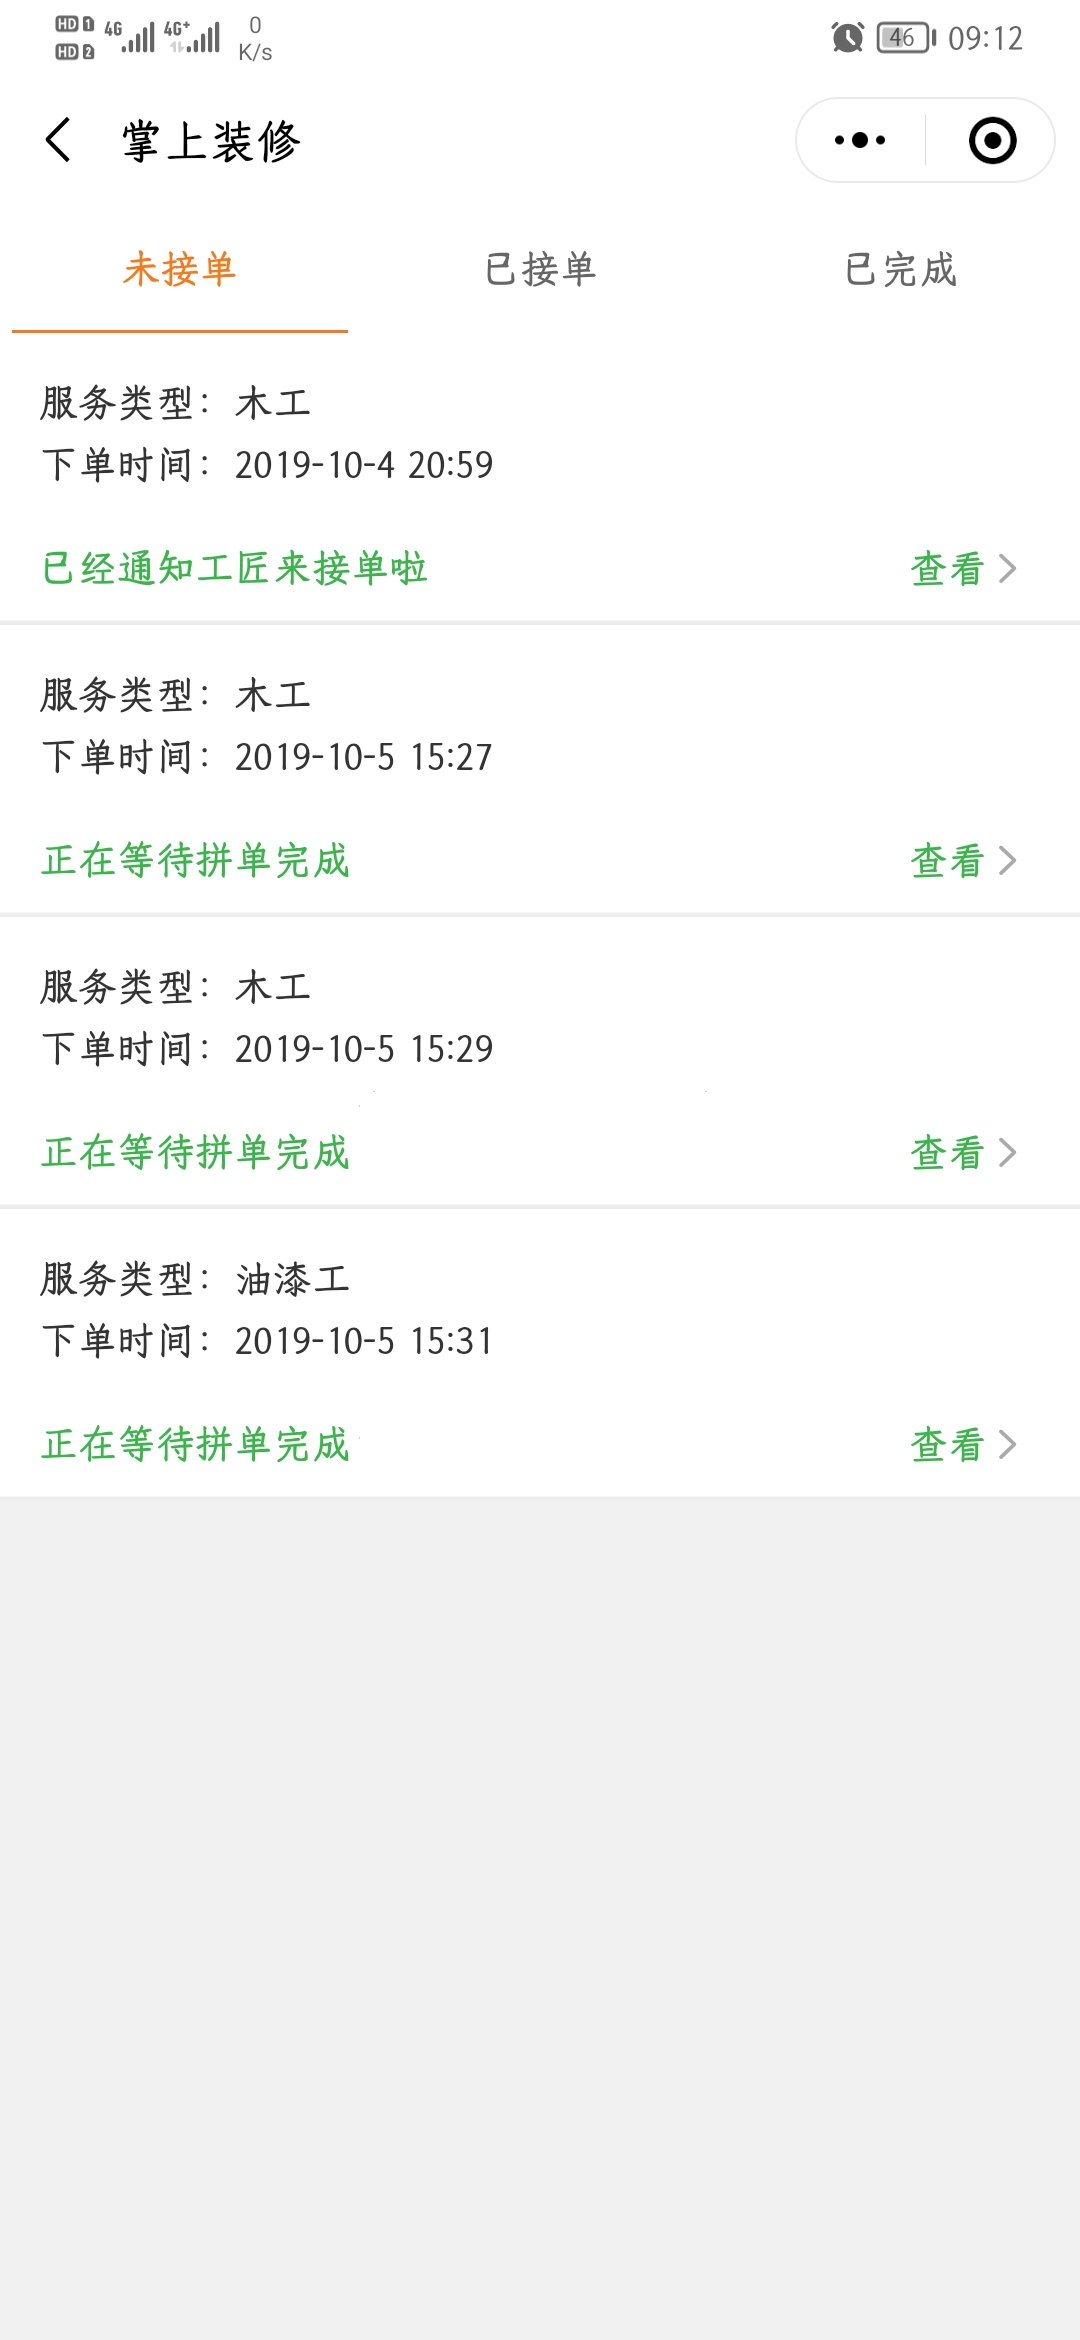 HD 1 4G 4G+ 0
HD 2 K/s
46 09:12
掌上装修
未接单 已接单 已完成
服务类型：木工
下单时间：2019-10-4 20:59
已经通知工匠来接单啦 查看
服务类型：木工
下单时间：2019-10-5 15:27
正在等待拼单完成 查看
服务类型：木工
下单时间：2019-10-5 15:29
正在等待拼单完成 查看
服务类型：油漆工
下单时间：2019-10-5 15:31
正在等待拼单完成 查看